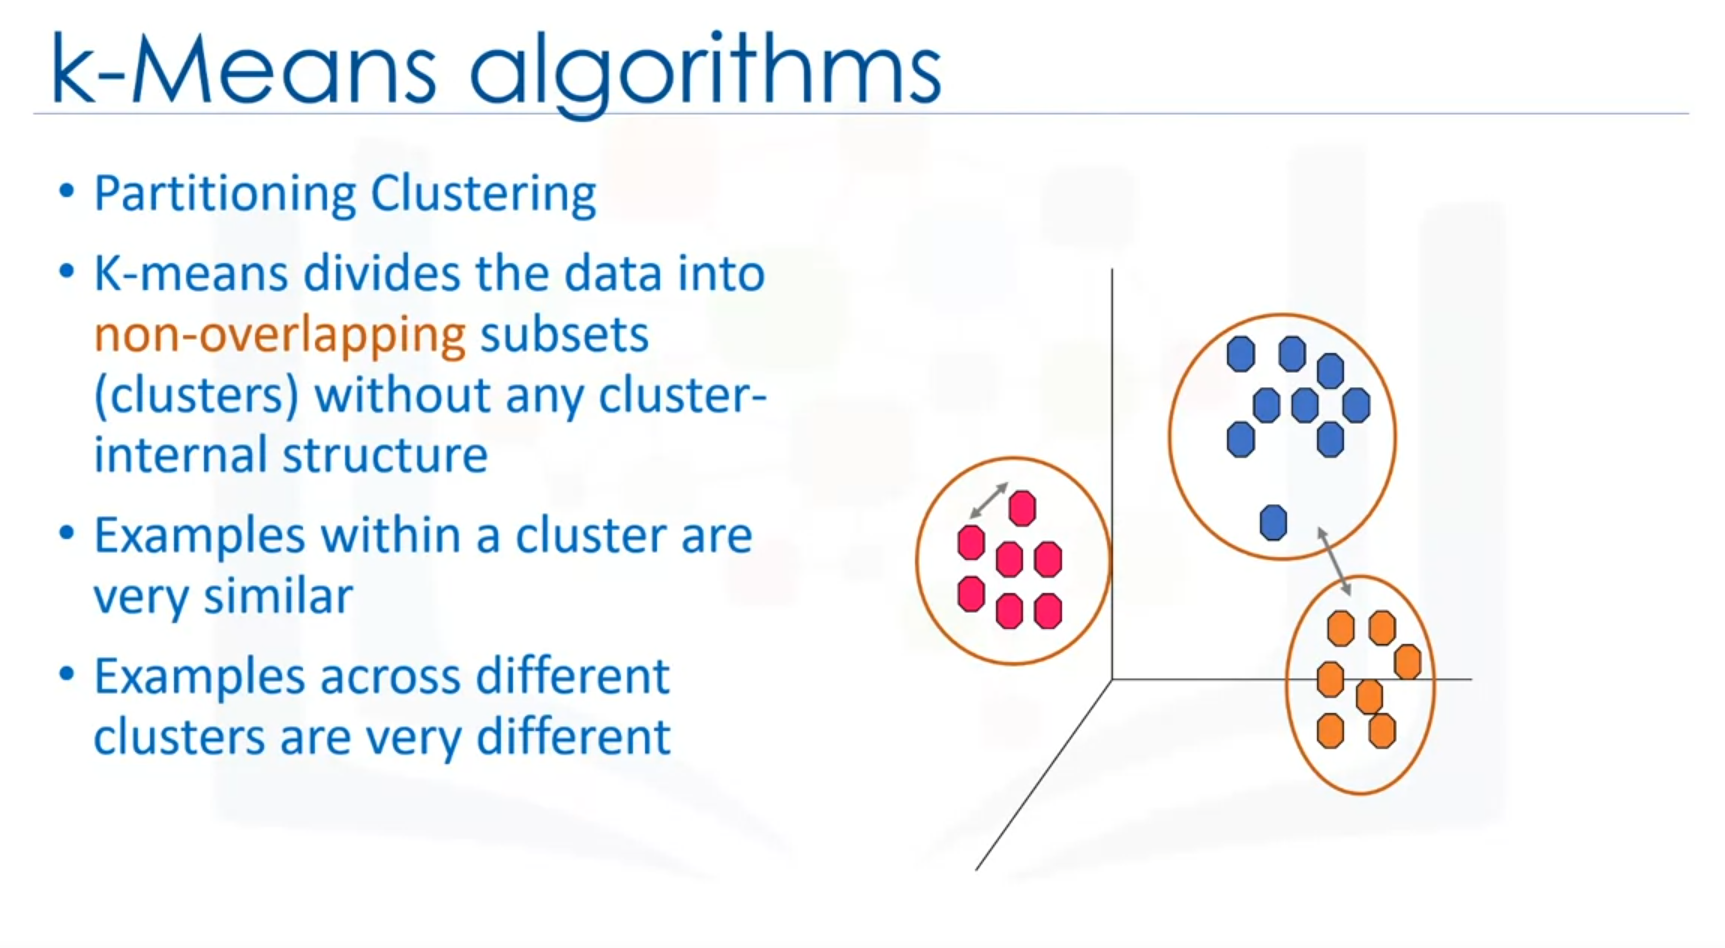 k-Means algorithms
• Partitioning Clustering
• K-means divides the data into
non-overlapping subsets
(clusters) without any cluster-
internal structure
• Examples within a cluster are
very similar
• Examples across different
clusters are very different